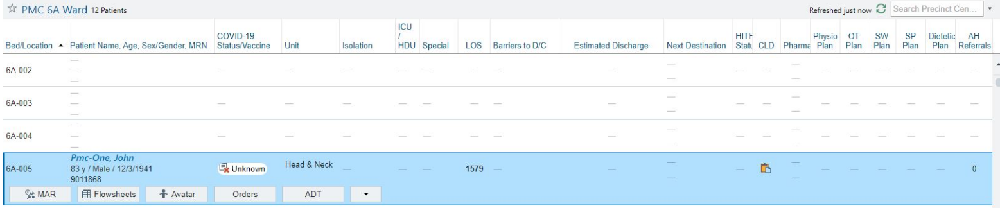 PMC 6A Ward 12 Patients
Refreshed just now
Search Precinct Cen...
Bed/Location
Patient Name, Age, Sex/Gender, MRN
COVID-19
Status/Vaccine
Unit
Isolation
ICU
/
HDU
Special
LOS
Barriers to D/C
Estimated Discharge
Next Destination
HITH
Statu
CLD
Pharma
Physio
Plan
OT
Plan
SW
Plan
SP
Plan
Dietetic
Plan
AH
Referrals
6A-002
6A-003
6A-004
6A-005
Pmc-One, John
83 y / Male / 12/3/1941
9011868
Unknown
Head & Neck
1579
0
MAR
Flowsheets
Avatar
Orders
ADT